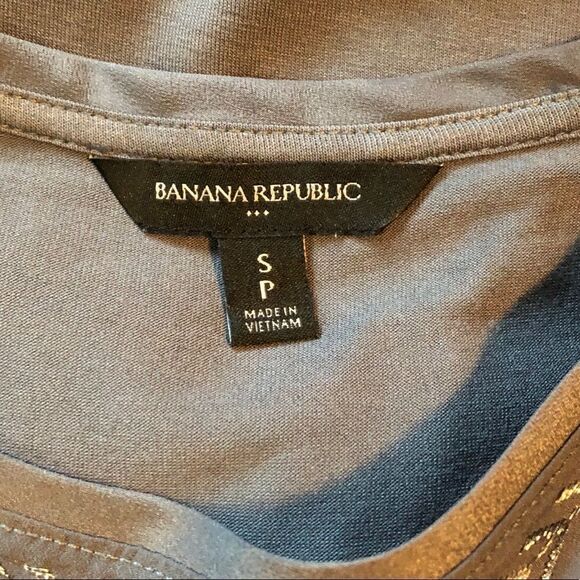 BANANA REPUBLIC
S
P
MADE IN
VIETNAM